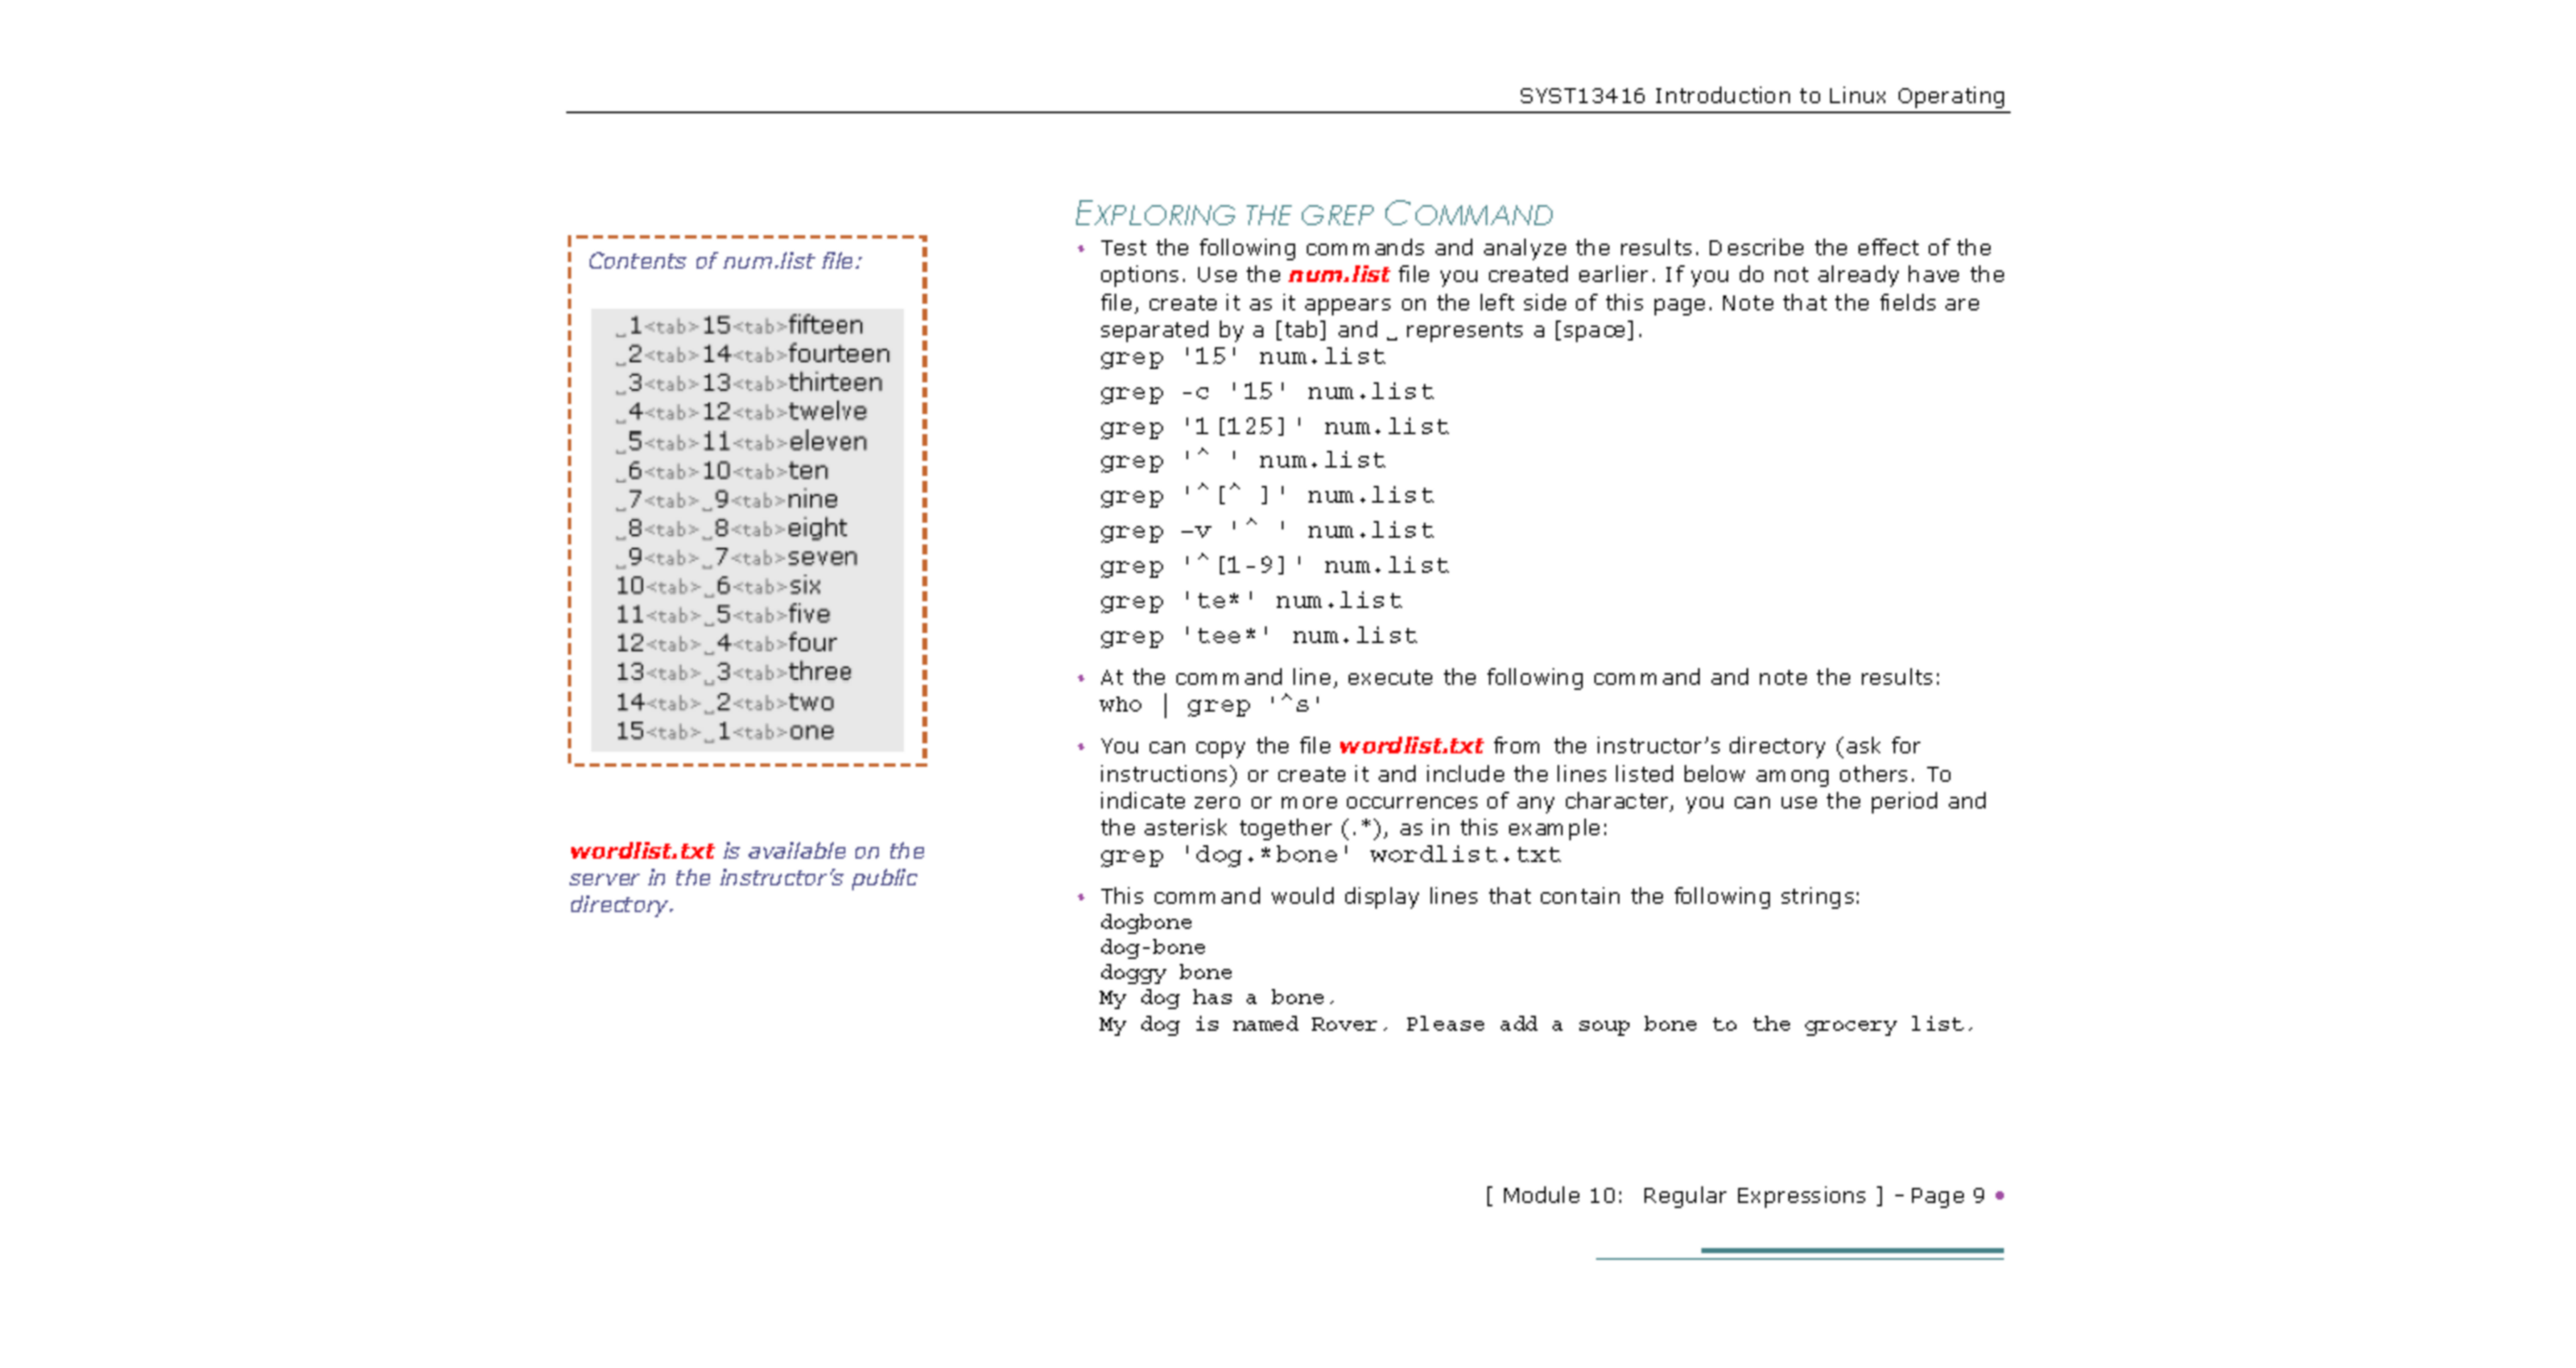 SYST13416 Introduction to Linux Operating
Contents of num.list file:
␣1<tab>15<tab>fifteen
␣2<tab>14<tab>fourteen
␣3<tab>13<tab>thirteen
␣4<tab>12<tab>twelve
␣5<tab>11<tab>eleven
␣6<tab>10<tab>ten
␣7<tab>␣9<tab>nine
␣8<tab>␣8<tab>eight
␣9<tab>␣7<tab>seven
10<tab>␣6<tab>six
11<tab>␣5<tab>five
12<tab>␣4<tab>four
13<tab>␣3<tab>three
14<tab>␣2<tab>two
15<tab>␣1<tab>one
wordlist.txt is available on the
server in the instructor's public
directory.
EXPLORING THE GREP COMMAND
• Test the following commands and analyze the results. Describe the effect of the
options. Use the num.list file you created earlier. If you do not already have the
file, create it as it appears on the left side of this page. Note that the fields are
separated by a [tab] and ␣ represents a [space].
grep '15' num.list
grep -c '15' num.list
grep '1[125]' num.list
grep '^ ' num.list
grep '^[^ ]' num.list
grep –v '^ ' num.list
grep '^[1-9]' num.list
grep 'te*' num.list
grep 'tee*' num.list
• At the command line, execute the following command and note the results:
who | grep '^s'
• You can copy the file wordlist.txt from the instructor's directory (ask for
instructions) or create it and include the lines listed below among others. To
indicate zero or more occurrences of any character, you can use the period and
the asterisk together (.*), as in this example:
grep 'dog.*bone' wordlist.txt
• This command would display lines that contain the following strings:
dogbone
dog-bone
doggy bone
My dog has a bone.
My dog is named Rover. Please add a soup bone to the grocery list.
[ Module 10: Regular Expressions ] – Page 9 •